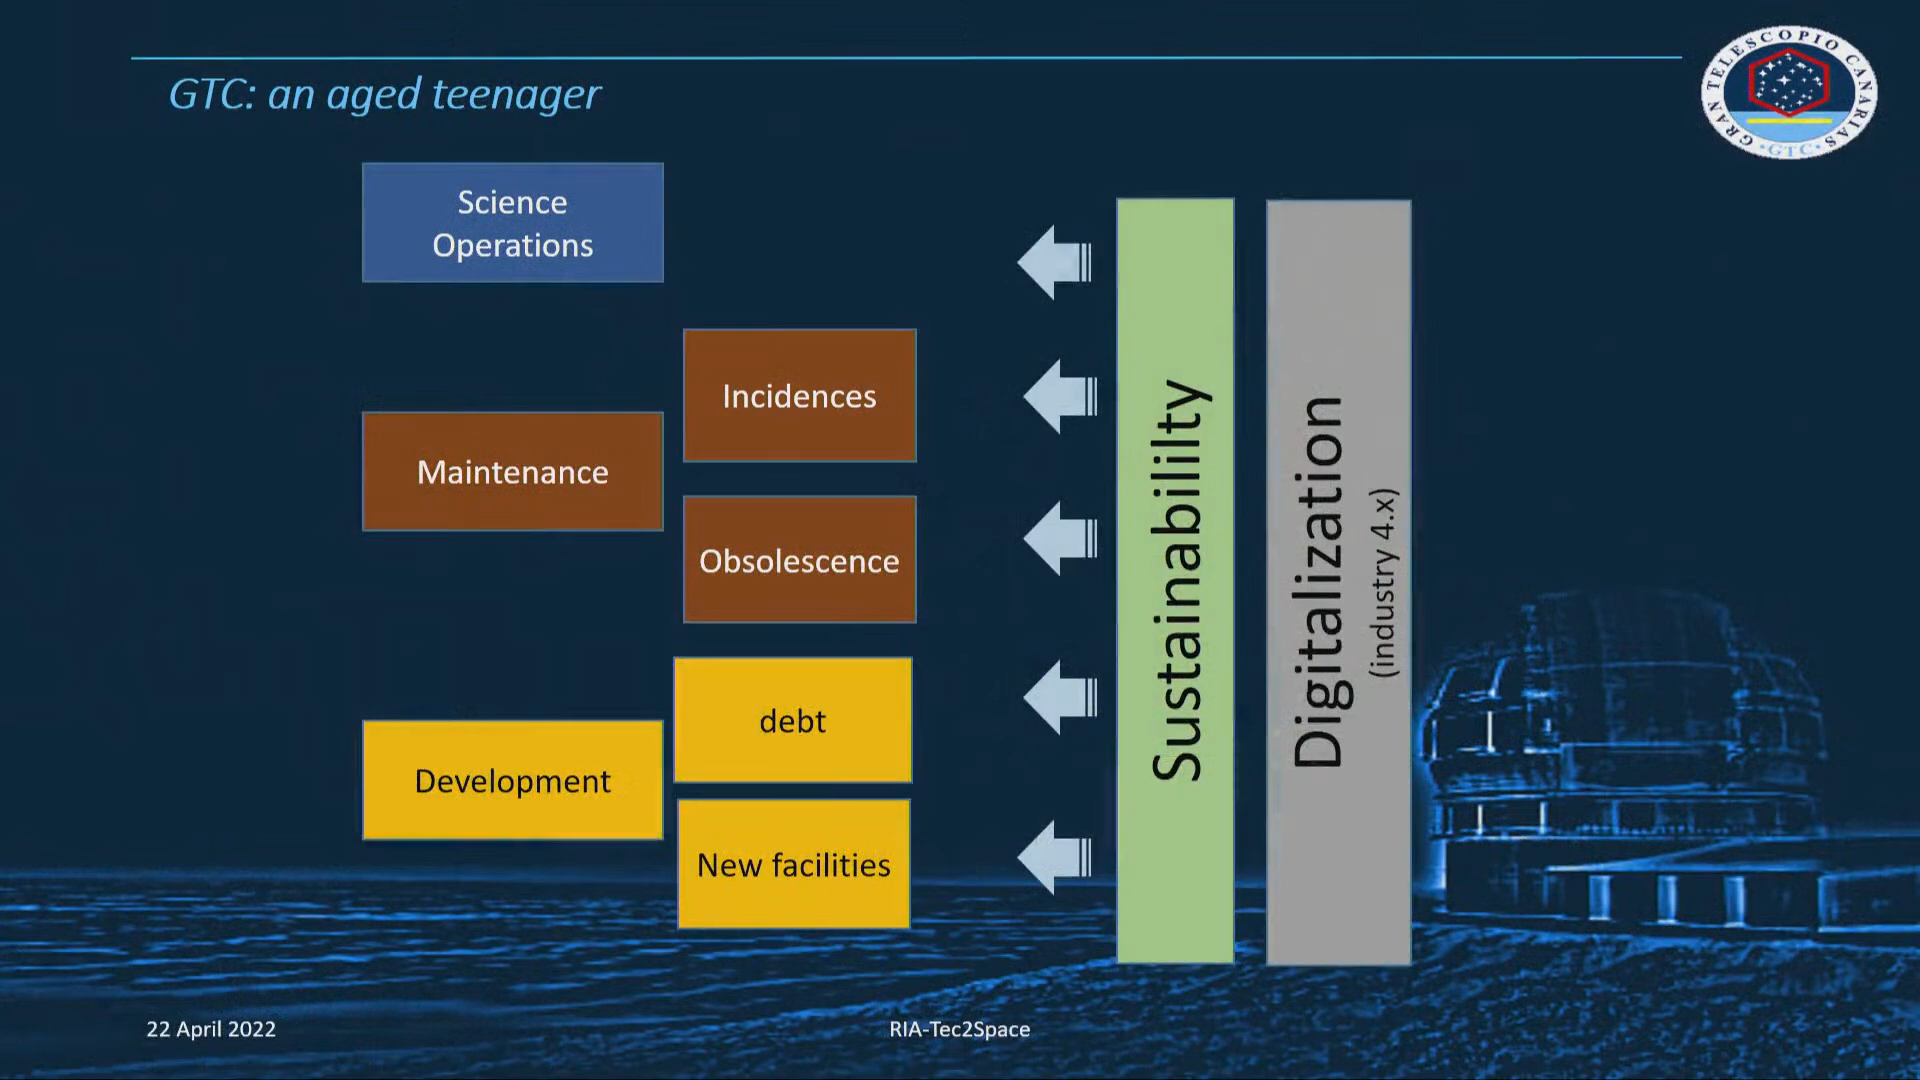 GTC: an aged teenager
GRAN TELESCOPIO CANARIAS
•GTC•
Science
Operations
Incidences
Maintenance
Obsolescence
debt
Development
New facilities
Sustainability
Digitalization
(industry 4.x)
22 April 2022
RIA-Tec2Space